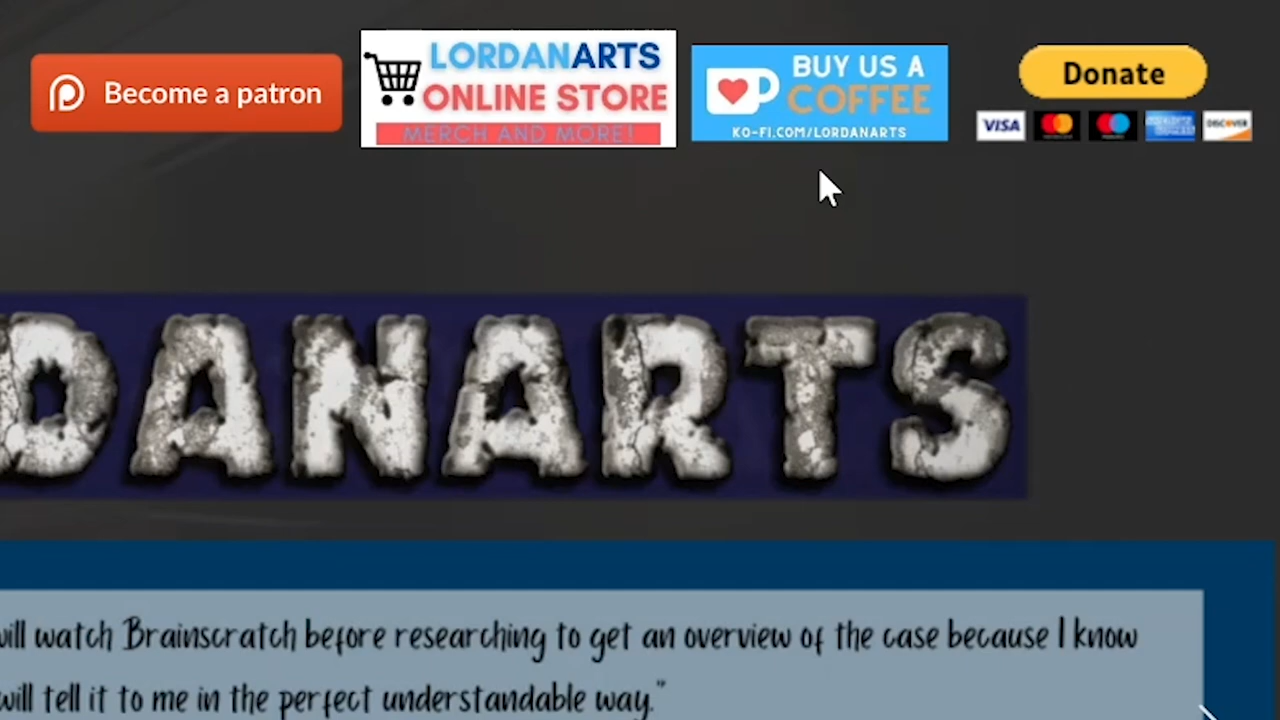 Become a patron
LORDANARTS
ONLINE STORE
MERCH AND MORE!
BUY US A
COFFEE
KO-FI.COM/LORDANARTS
Donate
VISA
DISCOVER
DANARTS
will watch Brainscratch before researching to get an overview of the case because I know
will tell it to me in the perfect understandable way."